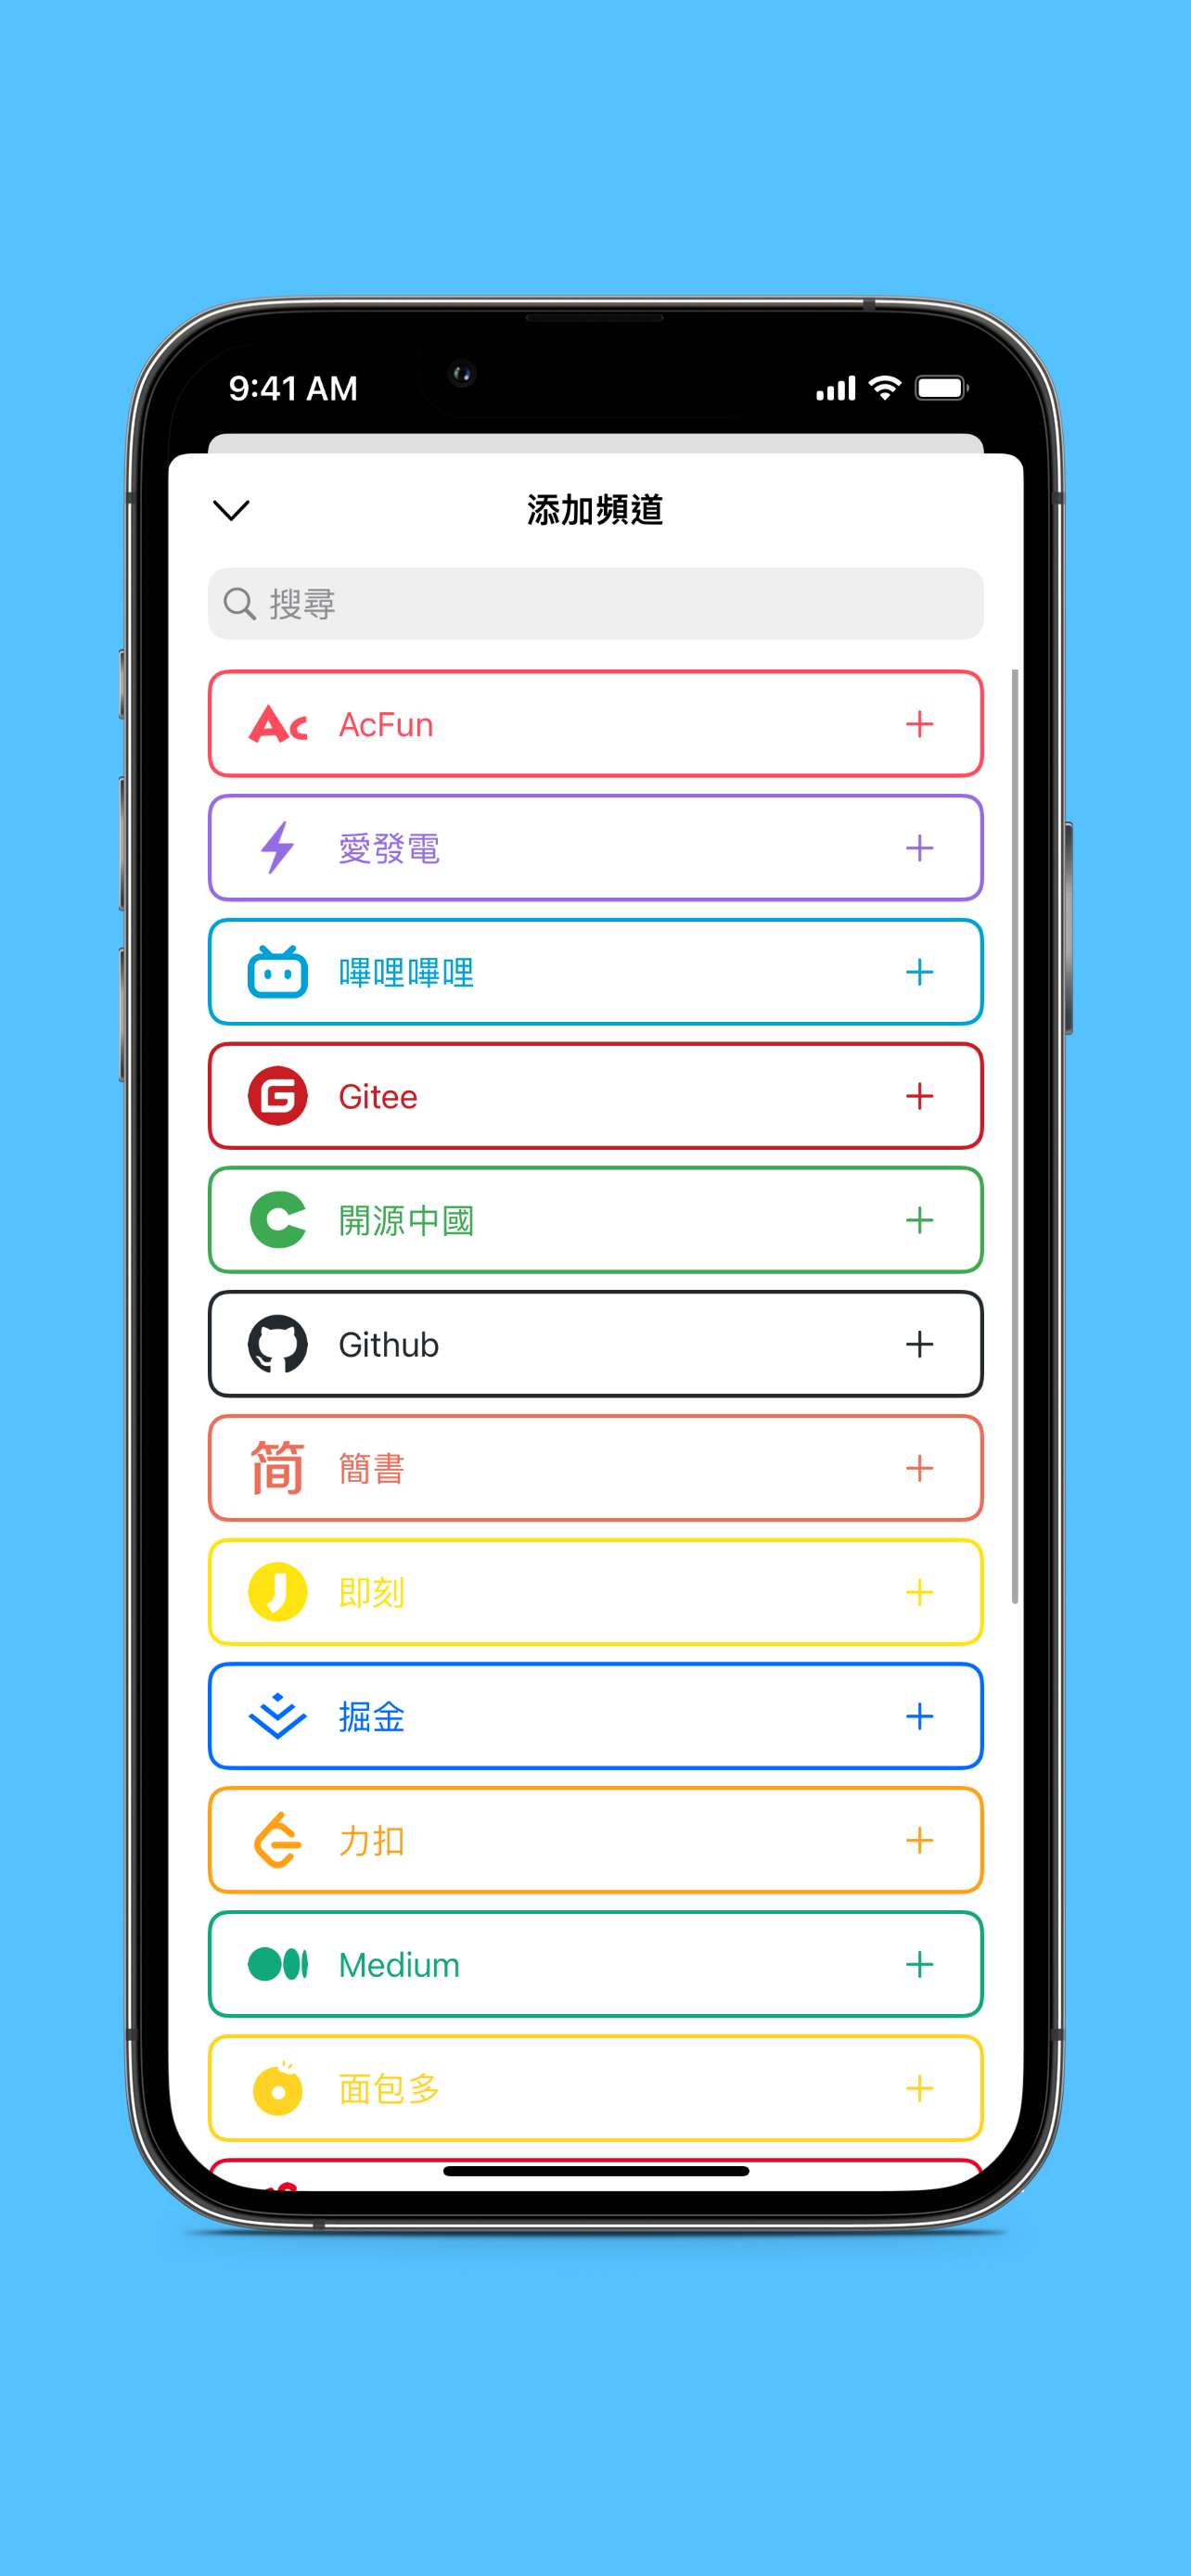 9:41 AM
添加頻道
搜尋
AcFun
愛發電
嗶哩嗶哩
Gitee
開源中國
Github
简 簡書
即刻
掘金
力扣
Medium
面包多